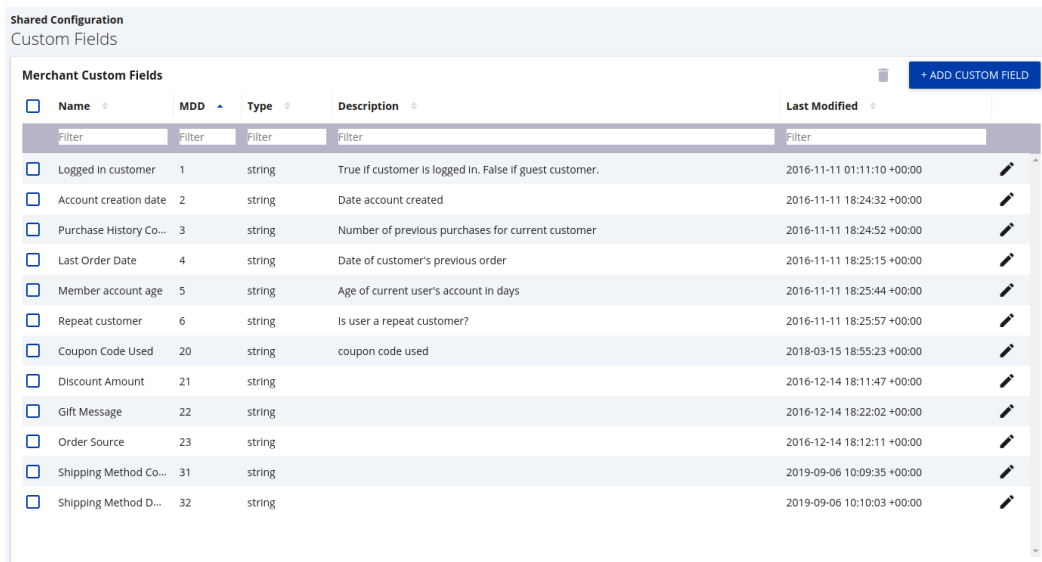 Shared Configuration
Custom Fields
Merchant Custom Fields
+ ADD CUSTOM FIELD
Name MDD Type Description Last Modified
Filter Filter Filter Filter Filter
Logged in customer 1 string True if customer is logged in. False if guest customer. 2016-11-11 01:11:10 +00:00
Account creation date 2 string Date account created 2016-11-11 18:24:32 +00:00
Purchase History Co... 3 string Number of previous purchases for current customer 2016-11-11 18:24:52 +00:00
Last Order Date 4 string Date of customer's previous order 2016-11-11 18:25:15 +00:00
Member account age 5 string Age of current user's account in days 2016-11-11 18:25:44 +00:00
Repeat customer 6 string Is user a repeat customer? 2016-11-11 18:25:57 +00:00
Coupon Code Used 20 string coupon code used 2018-03-15 18:55:23 +00:00
Discount Amount 21 string 2016-12-14 18:11:47 +00:00
Gift Message 22 string 2016-12-14 18:22:02 +00:00
Order Source 23 string 2016-12-14 18:12:11 +00:00
Shipping Method Co... 31 string 2019-09-06 10:09:35 +00:00
Shipping Method D... 32 string 2019-09-06 10:10:03 +00:00